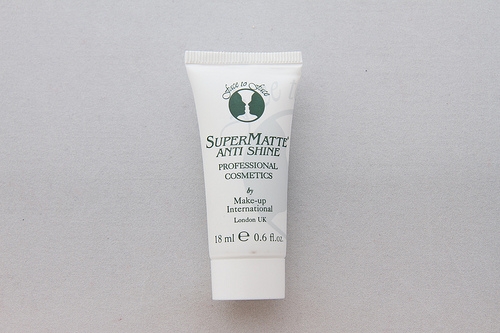 Face to Face
SUPERMATTE
ANTI SHINE
PROFESSIONAL
COSMETICS
by
Make-up
International
London UK
18 ml ℮ 0.6 fl.oz.